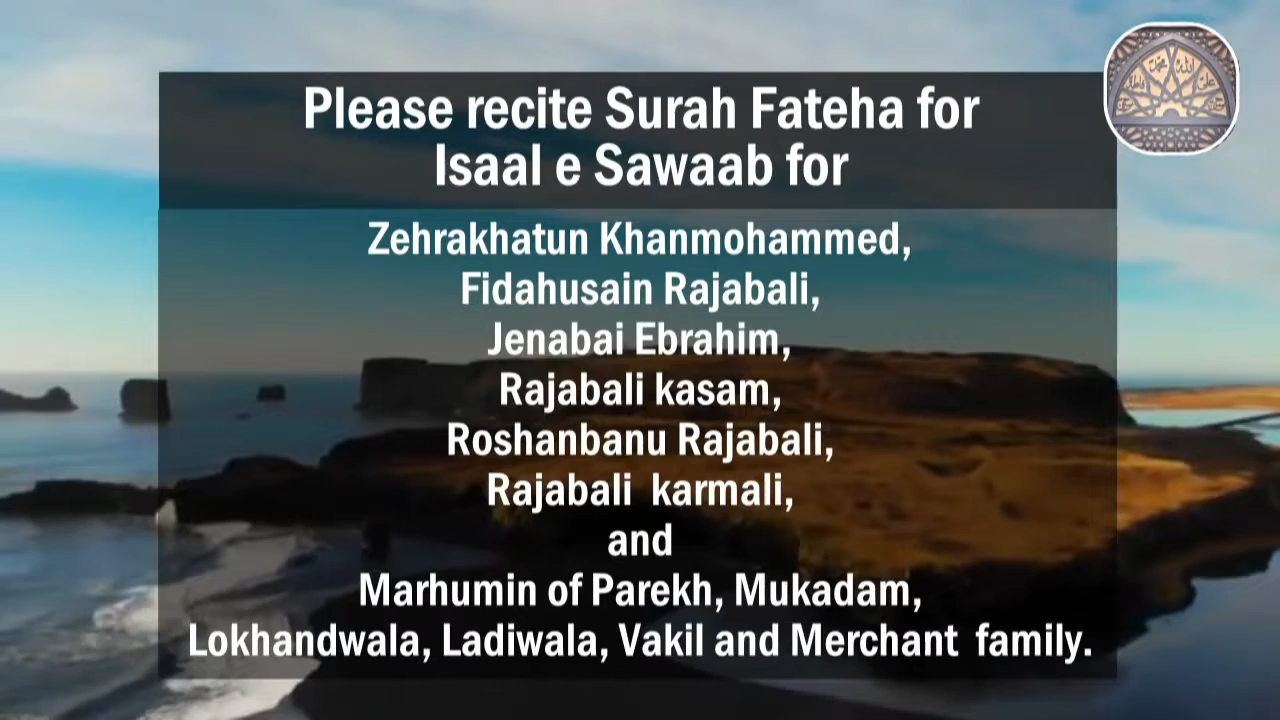 Please recite Surah Fateha for
Isaal e Sawaab for
Zehrakhatun Khanmohammed,
Fidahusain Rajabali,
Jenabai Ebrahim,
Rajabali kasam,
Roshanbanu Rajabali,
Rajabali  karmali,
and
Marhumin of Parekh, Mukadam,
Lokhandwala, Ladiwala, Vakil and Merchant  family.